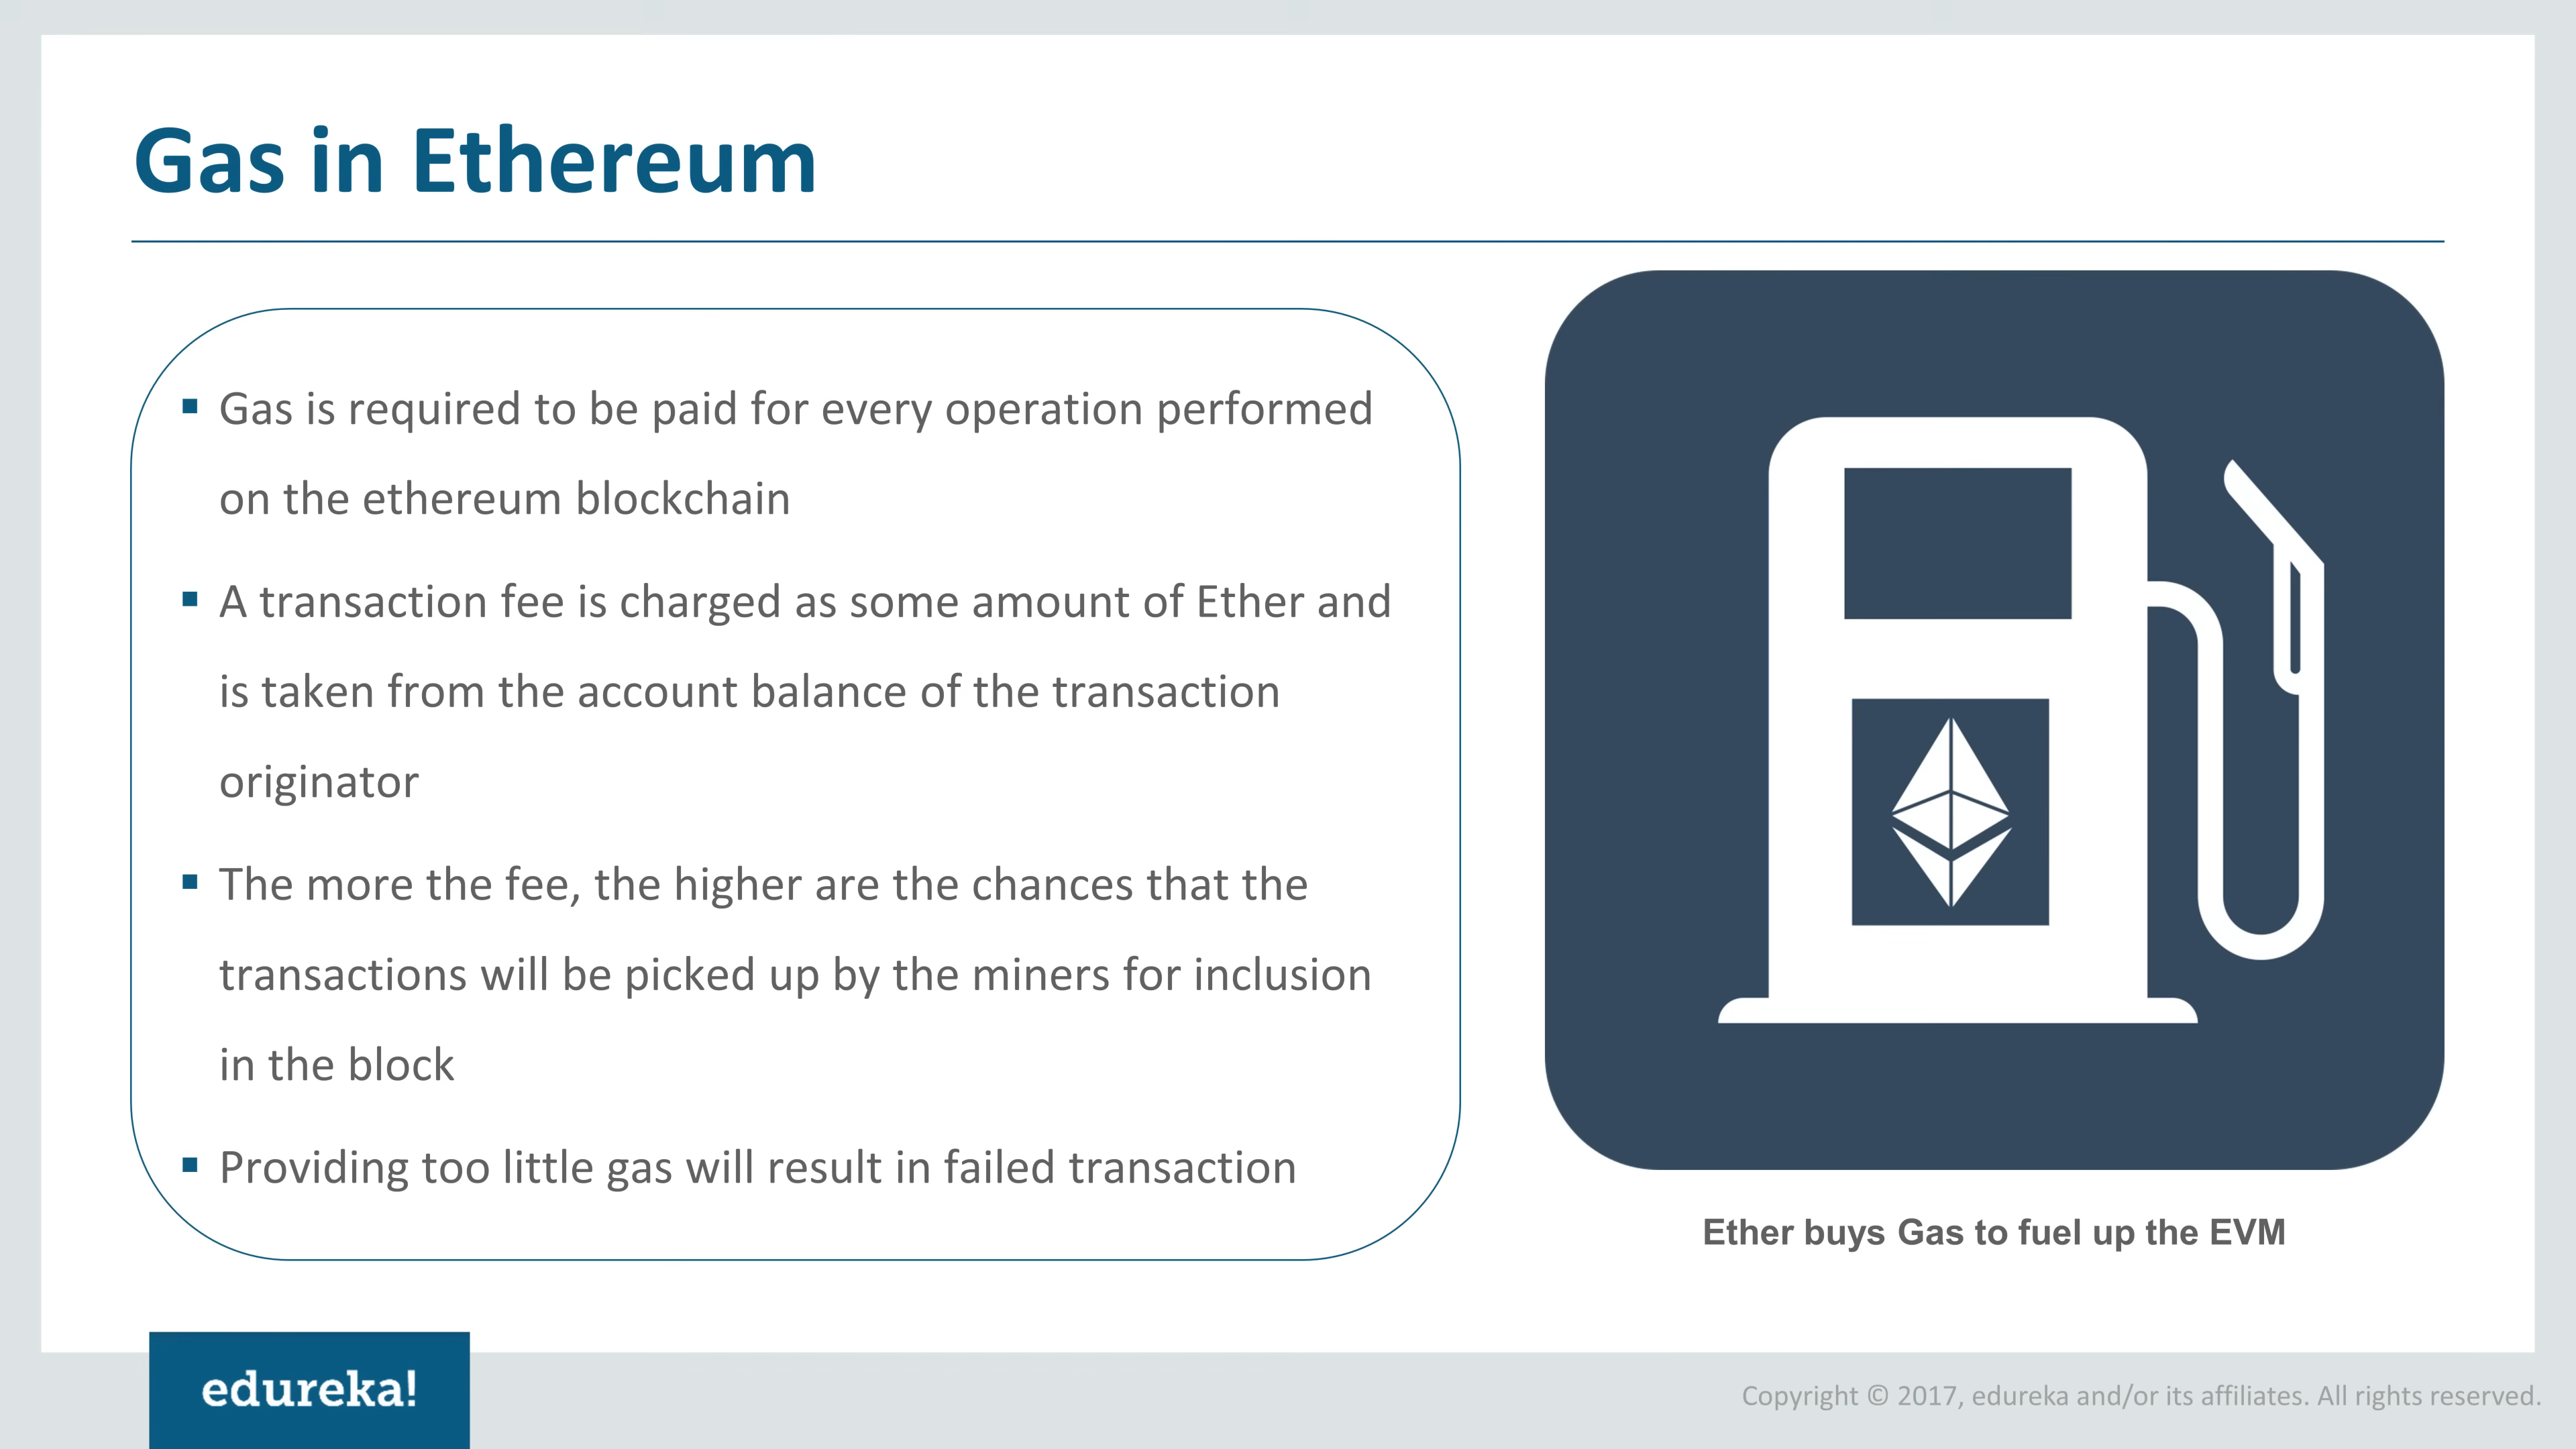 Gas in Ethereum
▪ Gas is required to be paid for every operation performed
on the ethereum blockchain
▪ A transaction fee is charged as some amount of Ether and
is taken from the account balance of the transaction
originator
▪ The more the fee, the higher are the chances that the
transactions will be picked up by the miners for inclusion
in the block
▪ Providing too little gas will result in failed transaction
Ether buys Gas to fuel up the EVM
edureka!
Copyright © 2017, edureka and/or its affiliates. All rights reserved.